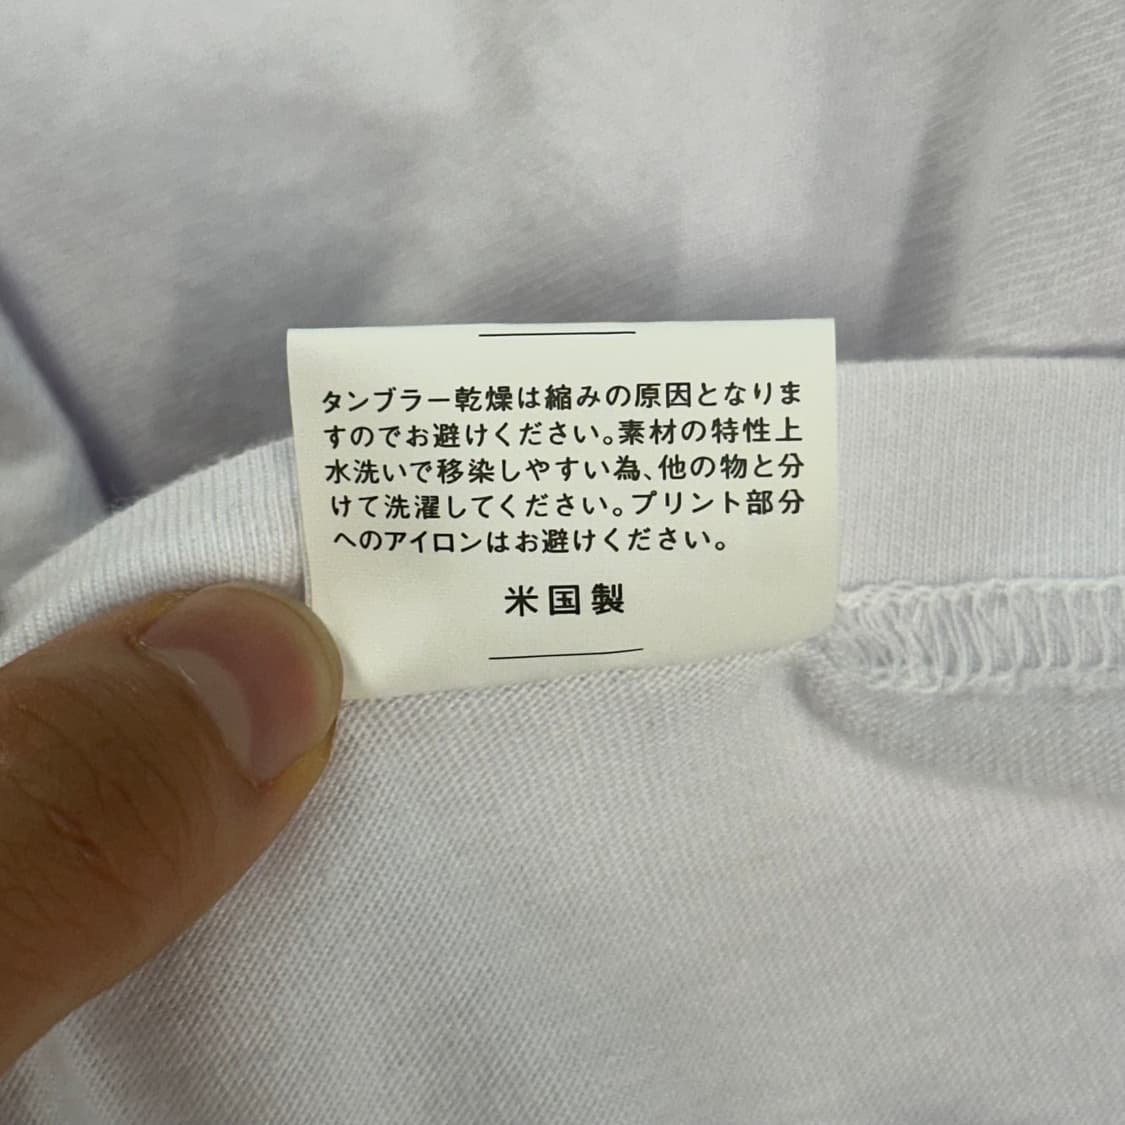 タンブラー乾燥は縮みの原因となりま
すのでお避けください。素材の特性上
水洗いで移染しやすい為、他の物と分
けて洗濯してください。プリント部分
へのアイロンはお避けください。
米国製